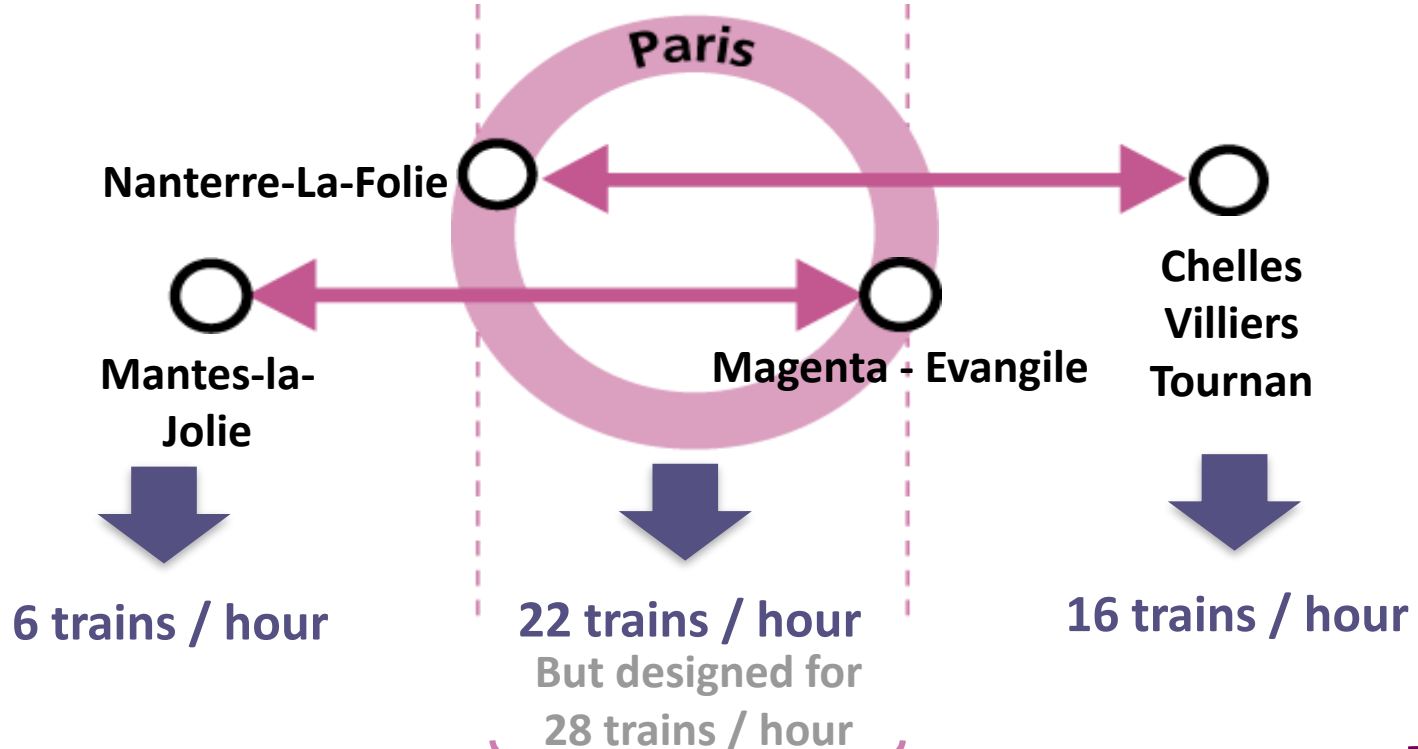 Paris
Nanterre-La-Folie
Chelles
Villiers
Tournan
Mantes-la-
Jolie
Magenta - Evangile
6 trains / hour
22 trains / hour
But designed for
28 trains / hour
16 trains / hour